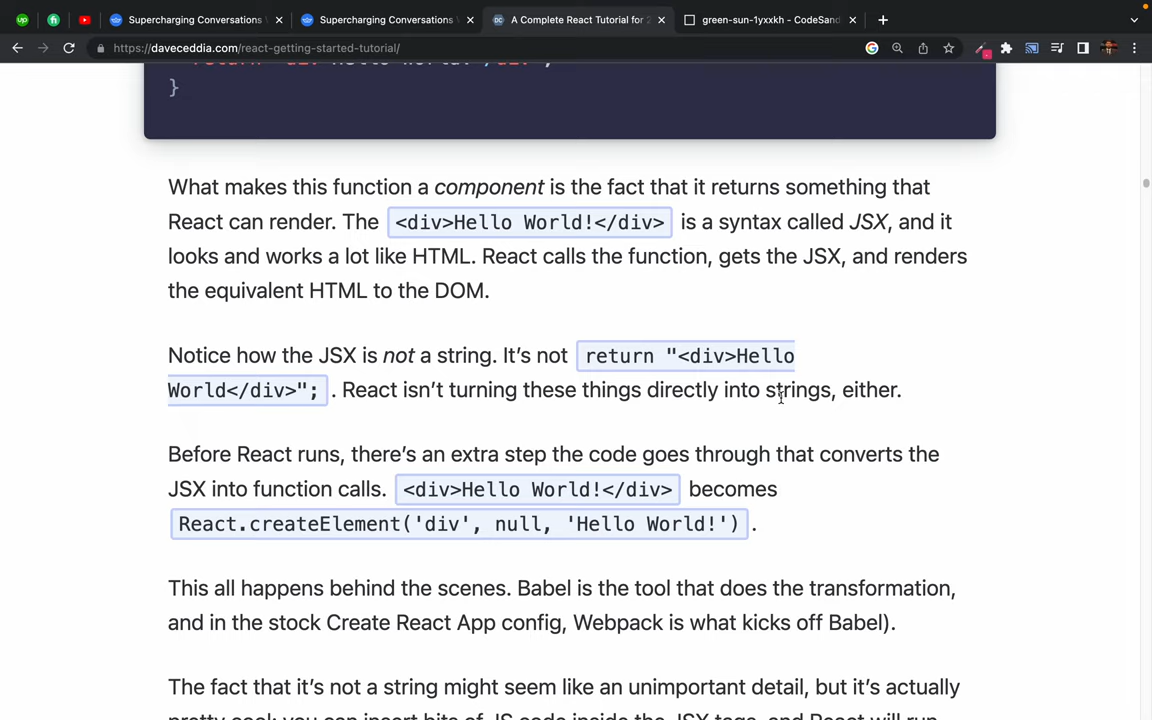 Supercharging Conversations
Supercharging Conversations
A Complete React Tutorial for 2
green-sun-1yxxkh - CodeSand
https://daveceddia.com/react-getting-started-tutorial/
}
What makes this function a component is the fact that it returns something that
React can render. The <div>Hello World!</div> is a syntax called JSX, and it
looks and works a lot like HTML. React calls the function, gets the JSX, and renders
the equivalent HTML to the DOM.
Notice how the JSX is not a string. It’s not return "<div>Hello
World</div>"; . React isn’t turning these things directly into strings, either.
Before React runs, there’s an extra step the code goes through that converts the
JSX into function calls. <div>Hello World!</div> becomes
React.createElement('div', null, 'Hello World!') .
This all happens behind the scenes. Babel is the tool that does the transformation,
and in the stock Create React App config, Webpack is what kicks off Babel).
The fact that it’s not a string might seem like an unimportant detail, but it’s actually
pretty cool: you can insert bits of JS code inside the JSX tags, and React will run